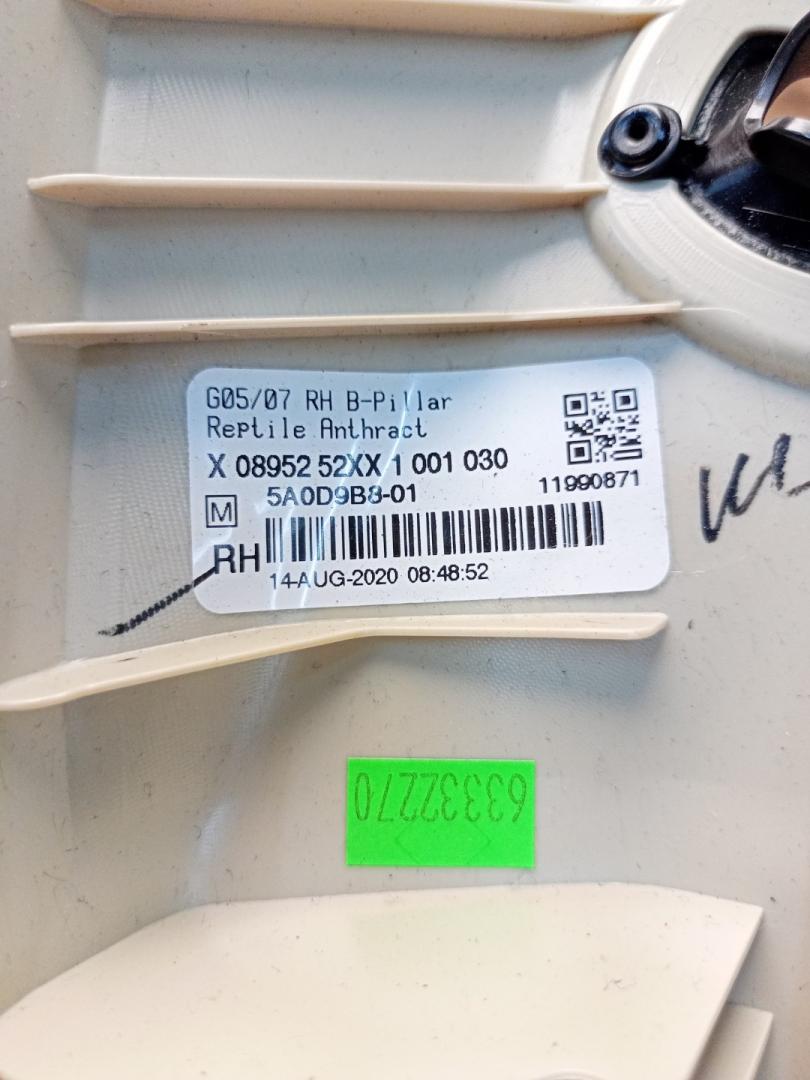 G05/07 RH B-Pillar
Reptile Anthract
X 08952 52XX 1 001 030
5A0D9B8-01
11990871
M
RH
14-AUG-2020 08:48:52
63332270